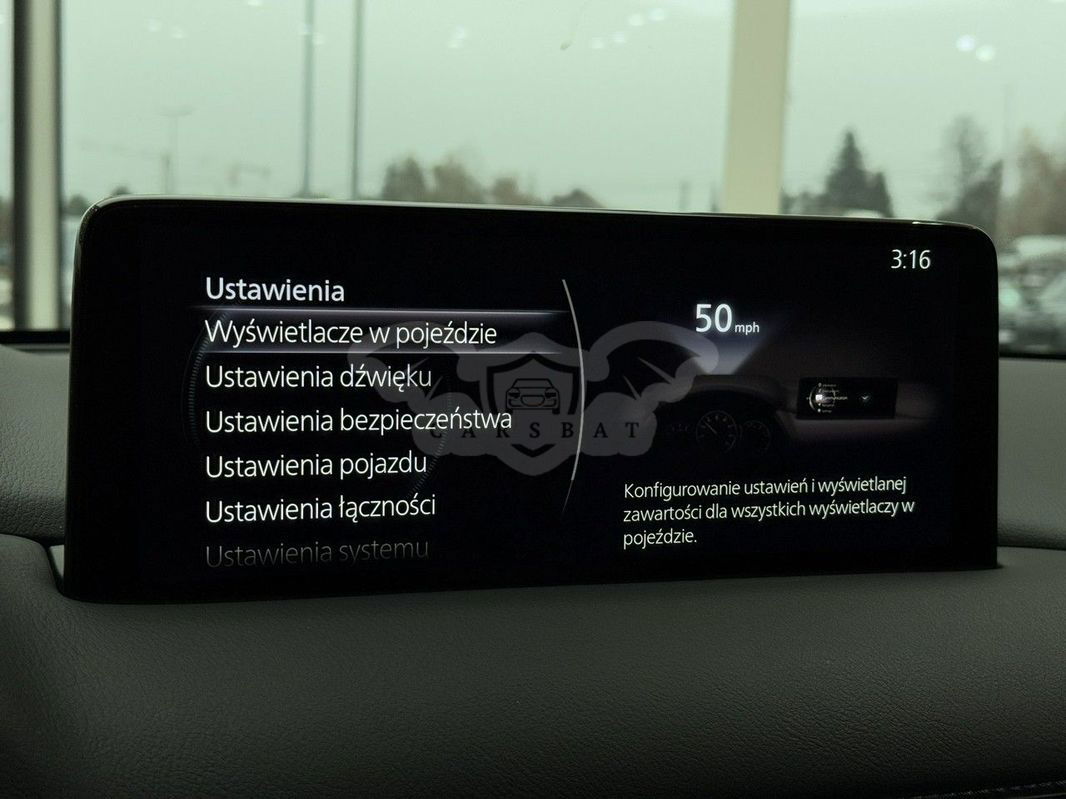 3:16
Ustawienia
Wyświetlacze w pojeździe
Ustawienia dźwięku
Ustawienia bezpieczeństwa
Ustawienia pojazdu
Ustawienia łączności
Ustawienia systemu
50 mph
Konfigurowanie ustawień i wyświetlanej
zawartości dla wszystkich wyświetlaczy w
pojeździe.
CARSBAT